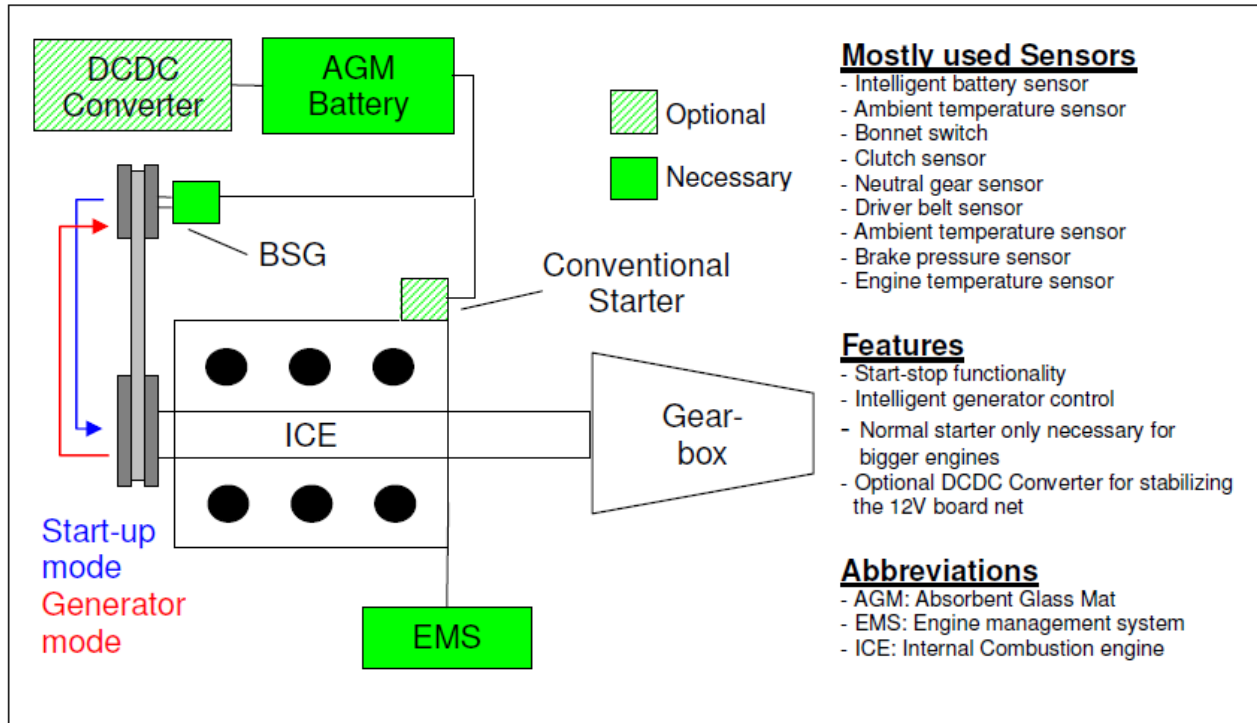 DCDC
Converter
AGM
Battery
Optional
Necessary
BSG
Conventional
Starter
ICE
Gear-
box
Start-up
mode
Generator
mode
EMS
Mostly used Sensors
- Intelligent battery sensor
- Ambient temperature sensor
- Bonnet switch
- Clutch sensor
- Neutral gear sensor
- Driver belt sensor
- Ambient temperature sensor
- Brake pressure sensor
- Engine temperature sensor
Features
- Start-stop functionality
- Intelligent generator control
- Normal starter only necessary for
bigger engines
- Optional DCDC Converter for stabilizing
the 12V board net
Abbreviations
- AGM: Absorbent Glass Mat
- EMS: Engine management system
- ICE: Internal Combustion engine